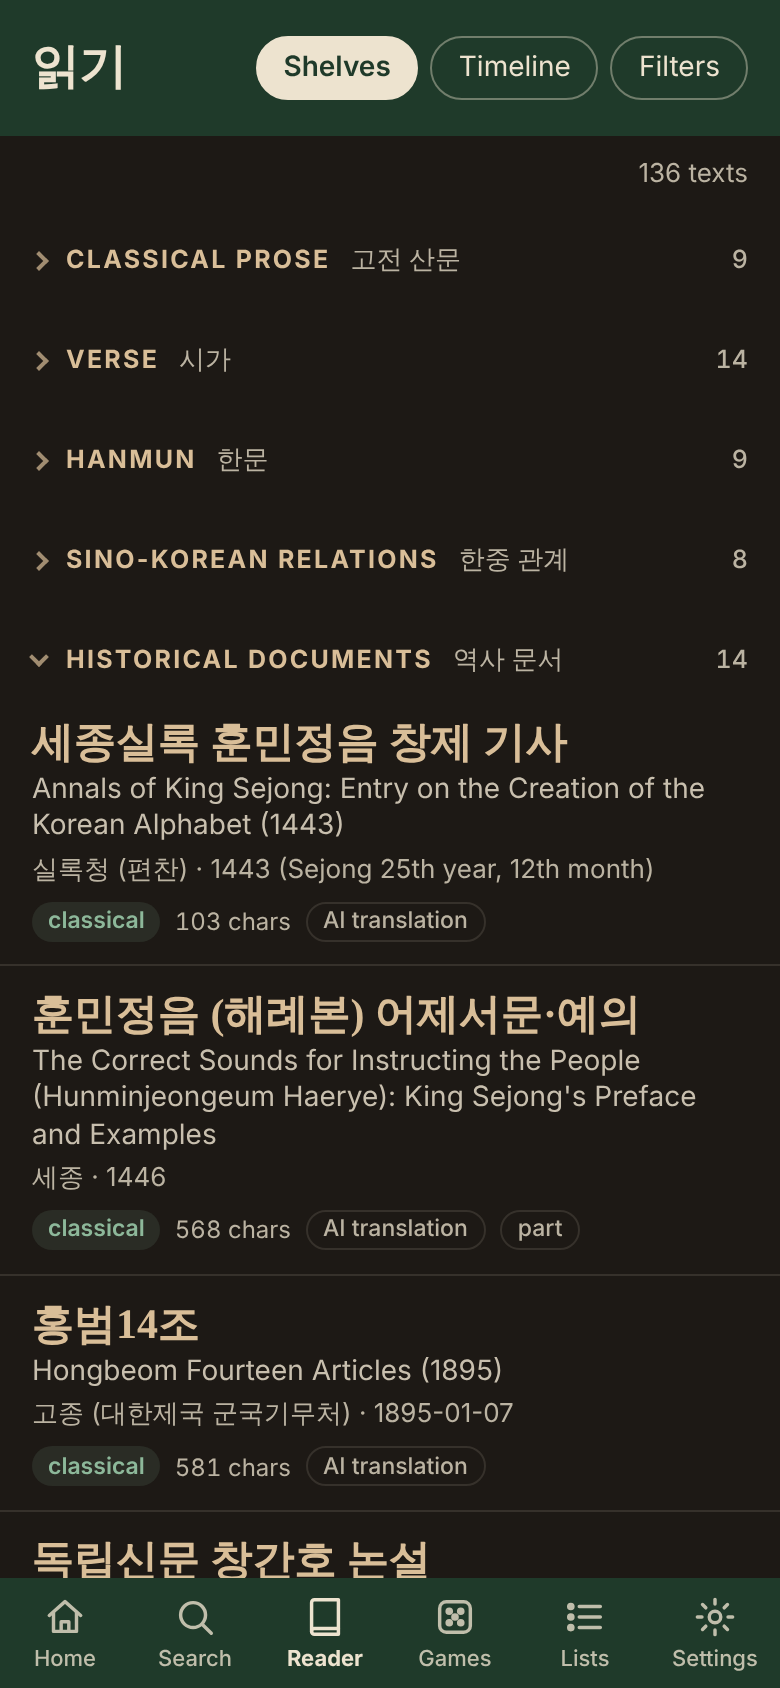 읽기
Shelves
Timeline
Filters
136 texts
CLASSICAL PROSE 고전 산문 9
VERSE 시가 14
HANMUN 한문 9
SINO-KOREAN RELATIONS 한중 관계 8
HISTORICAL DOCUMENTS 역사 문서 14
세종실록 훈민정음 창제 기사
Annals of King Sejong: Entry on the Creation of the
Korean Alphabet (1443)
실록청 (편찬) · 1443 (Sejong 25th year, 12th month)
classical 103 chars AI translation
훈민정음 (해례본) 어제서문·예의
The Correct Sounds for Instructing the People
(Hunminjeongeum Haerye): King Sejong's Preface
and Examples
세종 · 1446
classical 568 chars AI translation part
홍범14조
Hongbeom Fourteen Articles (1895)
고종 (대한제국 군국기무처) · 1895-01-07
classical 581 chars AI translation
독립신문 창간호 논설
Home
Search
Reader
Games
Lists
Settings